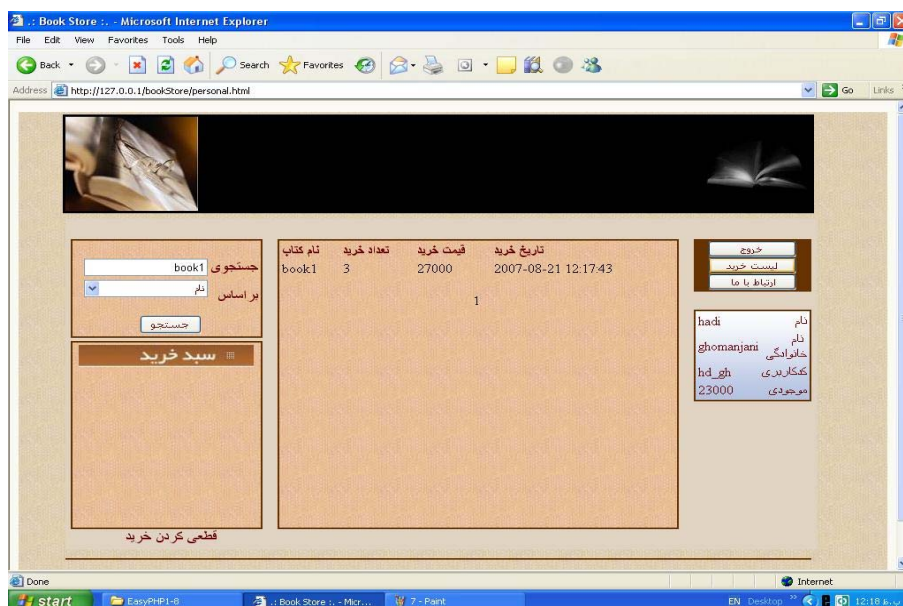 .: Book Store :. - Microsoft Internet Explorer
File Edit View Favorites Tools Help
Back Search Favorites
Address http://127.0.0.1/bookStore/personal.html Go Links
جستجوی book1
بر اساس نام
جستجو
سبد خرید
قطعی کردن خرید
نام کتاب تعداد خرید قیمت خرید تاریخ خرید
book1 3 27000 2007-08-21 12:17:43
1
خروج
لیست خرید
ارتباط با ما
نام hadi
نام خانوادگی ghomanjani
کدکاربری hd_gh
موجودی 23000
Done Internet
start EasyPHP1-8 .: Book Store :. - Micr... 7 - Paint EN Desktop » 12:18